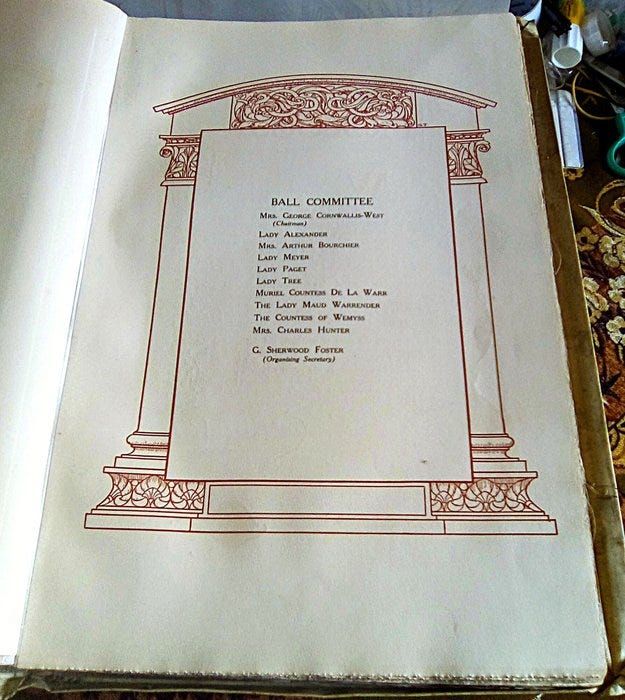 BALL COMMITTEE
Mrs. George Cornwallis-West
(Chairman)
Lady Alexander
Mrs. Arthur Bourchier
Lady Meyer
Lady Paget
Lady Tree
Muriel Countess De La Warr
The Lady Maud Warrender
The Countess of Wemyss
Mrs. Charles Hunter
G. Sherwood Foster
(Organising Secretary)